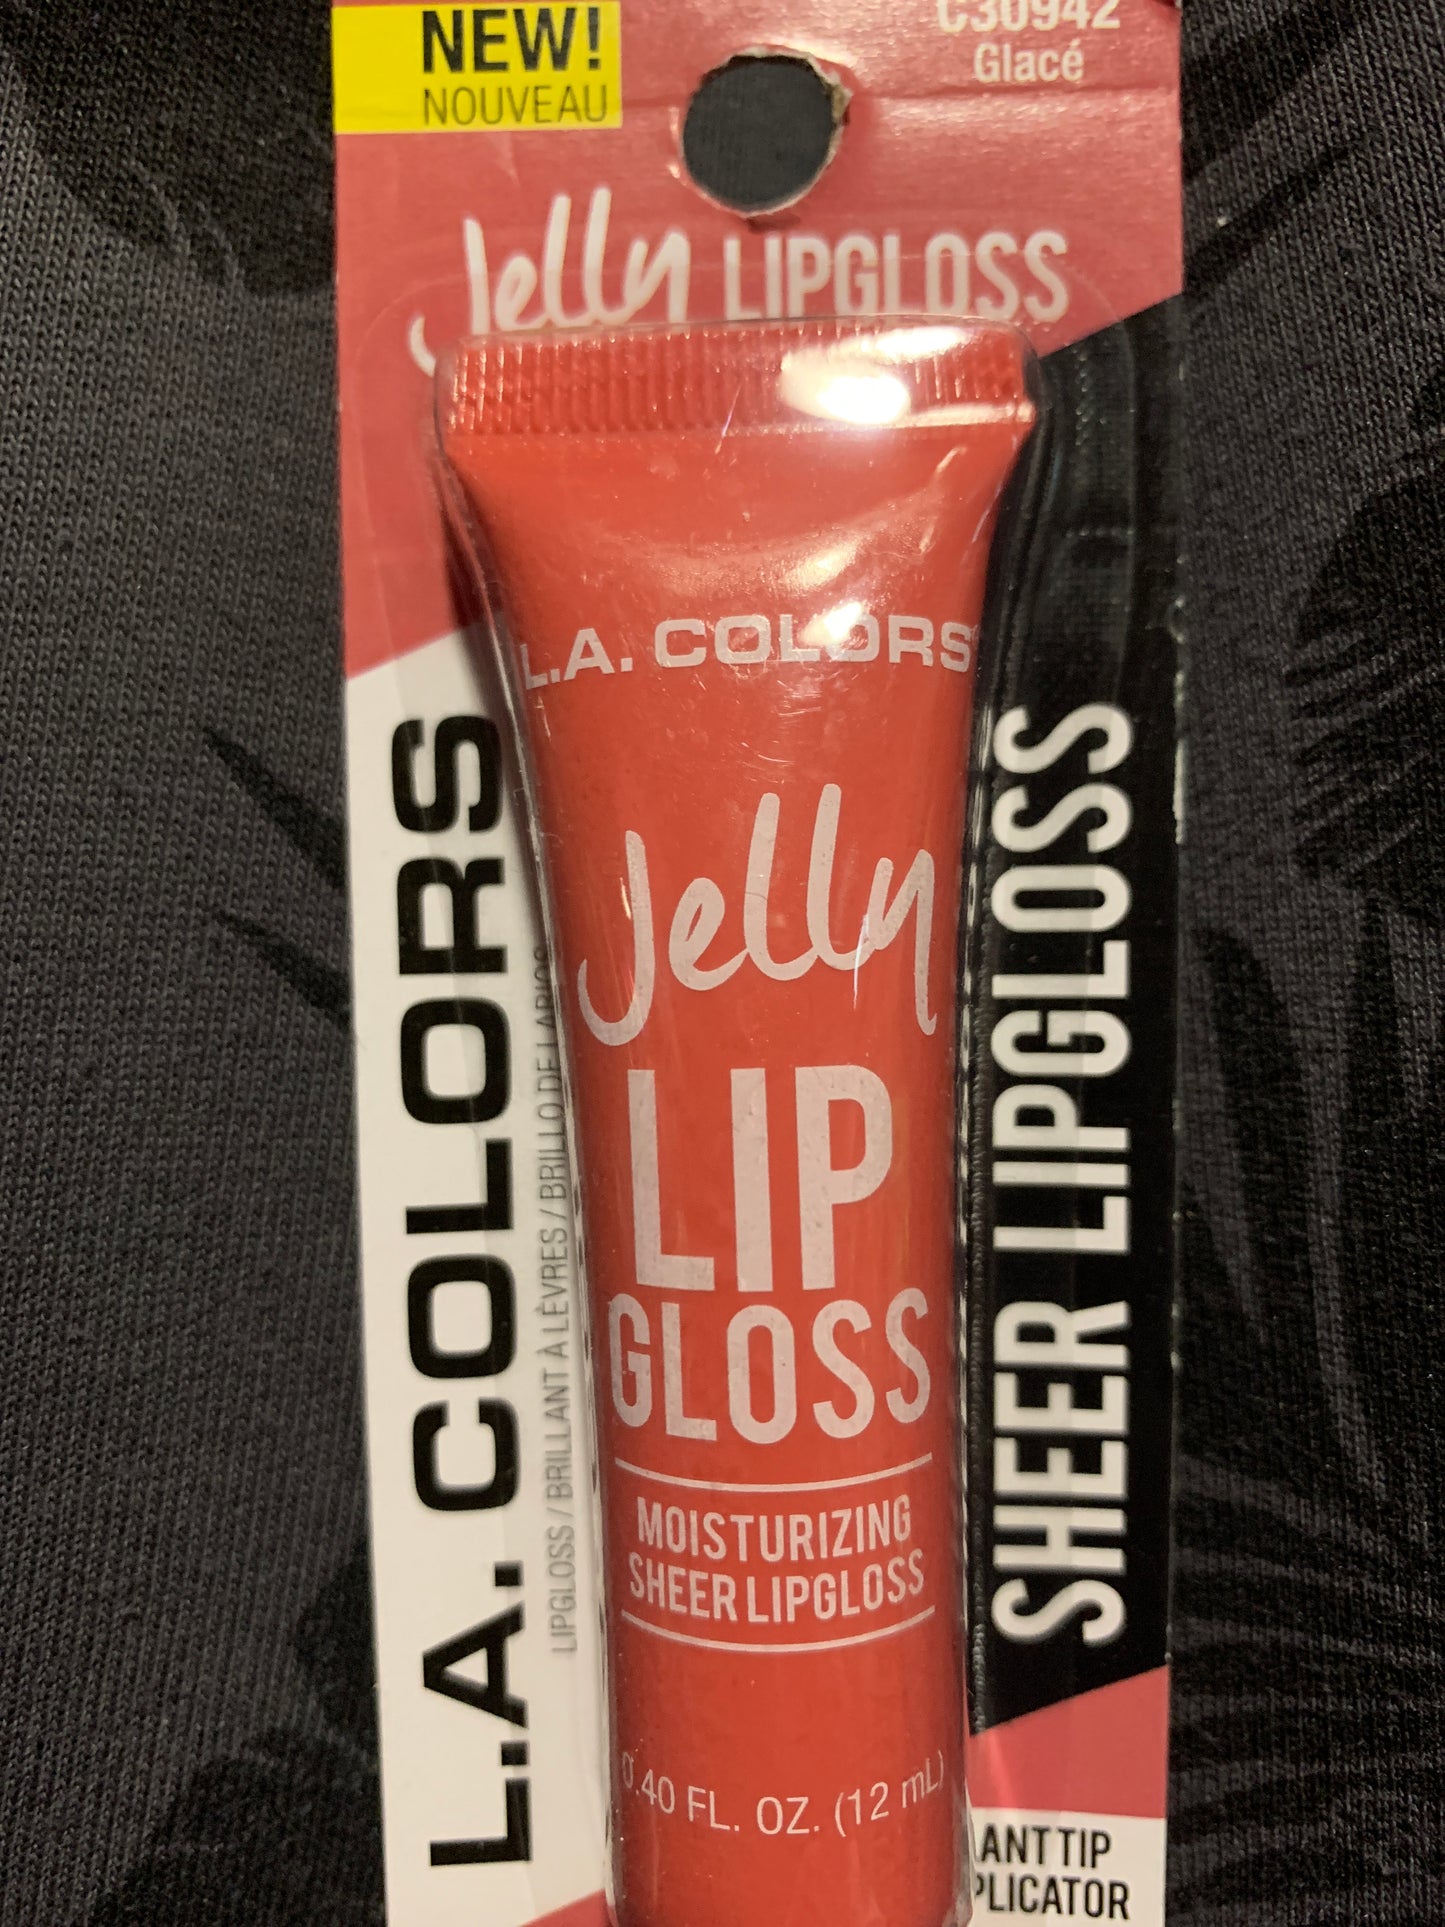 NEW!
NOUVEAU
C30942
Glacé
Jelly LIPGLOSS
L.A. COLORS
Jelly
LIP
GLOSS
MOISTURIZING
SHEER LIPGLOSS
0.40 FL. OZ. (12 mL)
L.A. COLORS
LIPGLOSS / BRILLANT À LÈVRES / BRILLO DE LABIOS
SHEER LIPGLOSS
TIP